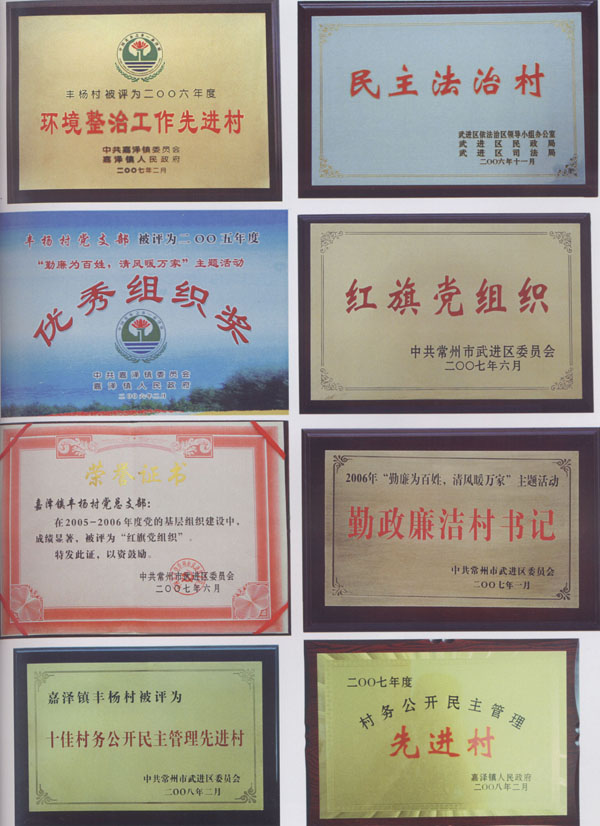 丰杨村被评为二〇〇六年度
环境整治工作先进村
中共嘉泽镇委员会
嘉泽镇人民政府
二〇〇七年二月
民主法治村
武进区依法治区领导小组办公室
武进区民政局
武进区司法局
二〇〇六年十一月
丰杨村党支部 被评为二〇〇五年度
“勤廉为百姓，清风暖万家”主题活动
优秀组织奖
中共嘉泽镇委员会
嘉泽镇人民政府
二〇〇六年二月
红旗党组织
中共常州市武进区委员会
二〇〇七年六月
荣誉证书
嘉泽镇丰杨村党总支部：
在2005-2006年度党的基层组织建设中，
成绩显著，被评为“红旗党组织”。
特发此证，以资鼓励。
中共常州市武进区委员会
二〇〇七年六月
2006年“勤廉为百姓，清风暖万家”主题活动
勤政廉洁村书记
中共常州市武进区委员会
二〇〇七年一月
嘉泽镇丰杨村被评为
十佳村务公开民主管理先进村
中共常州市武进区委员会
二〇〇八年二月
二〇〇七年度
村务公开民主管理
先进村
嘉泽镇人民政府
二〇〇八年二月